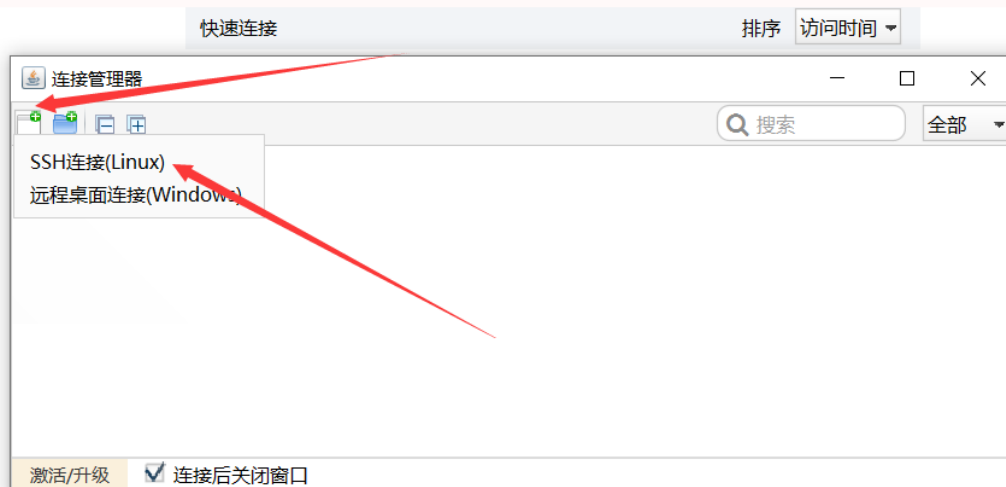 快速连接 排序 访问时间
连接管理器
搜索 全部
SSH连接(Linux)
远程桌面连接(Windows)
激活/升级 连接后关闭窗口